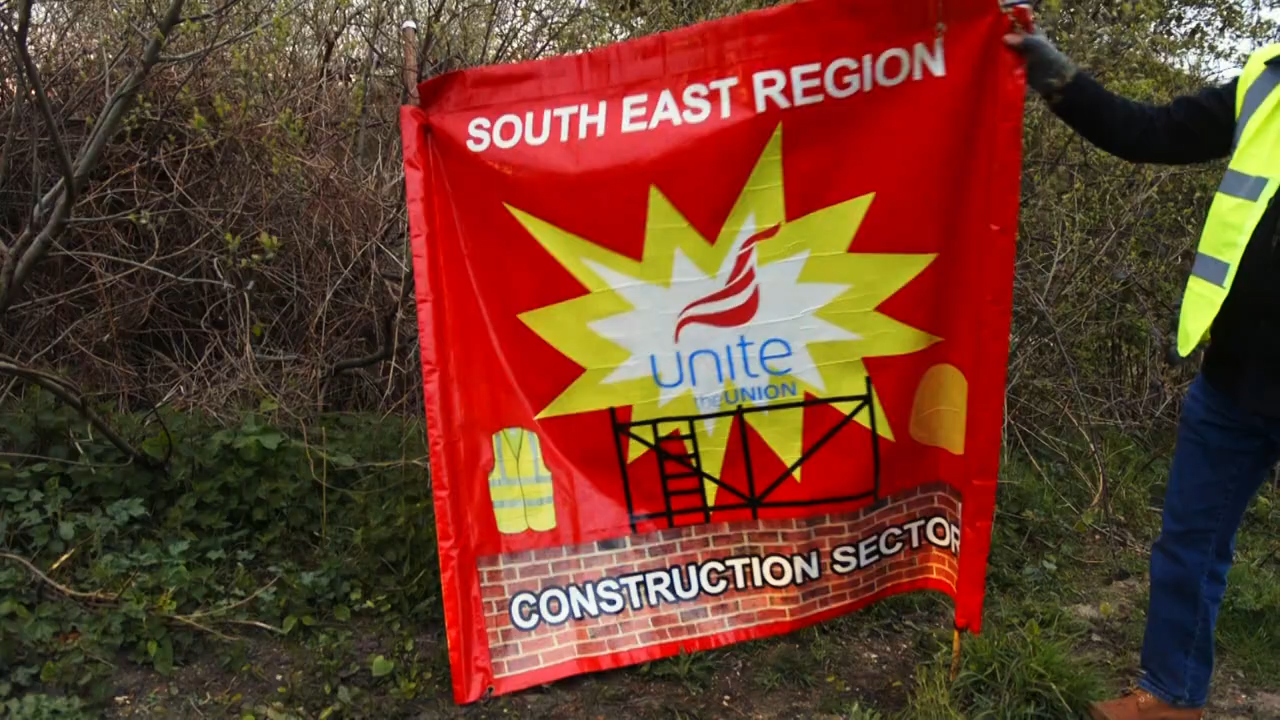 SOUTH EAST REGION
unite
the UNION
CONSTRUCTION SECTOR